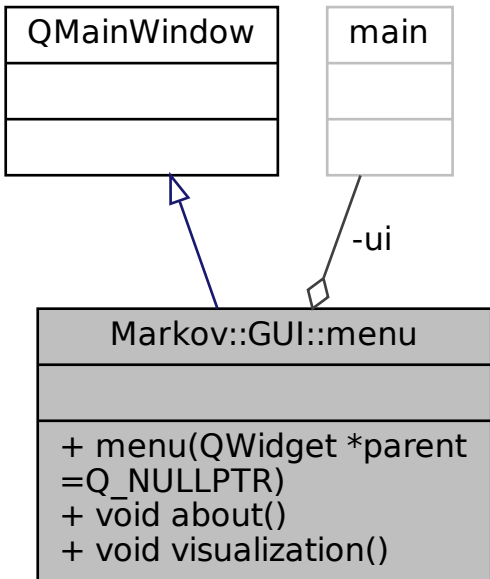 QMainWindow
main
-ui
Markov::GUI::menu
+ menu(QWidget *parent
=Q_NULLPTR)
+ void about()
+ void visualization()